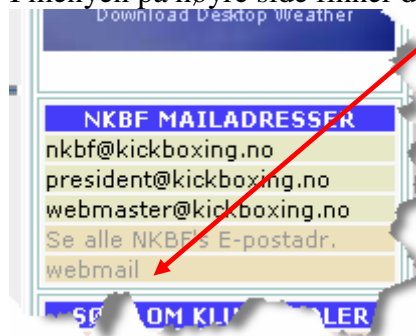 Download Desktop Weather
NKBF MAILADRESSER
nkbf@kickboxing.no
president@kickboxing.no
webmaster@kickboxing.no
Se alle NKBF's E-postadr.
webmail
OM